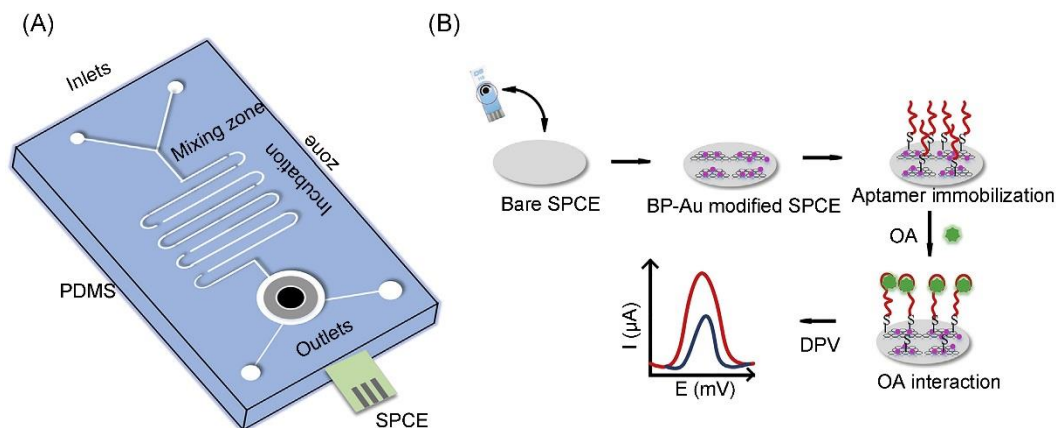 (A)
Inlets
Mixing zone
Incubation
zone
PDMS
Outlets
SPCE
(B)
Bare SPCE
BP-Au modified SPCE
S
S
S
S
S
Aptamer immobilization
OA
S
S
S
S
S
S
OA interaction
DPV
I (μA)
E (mV)